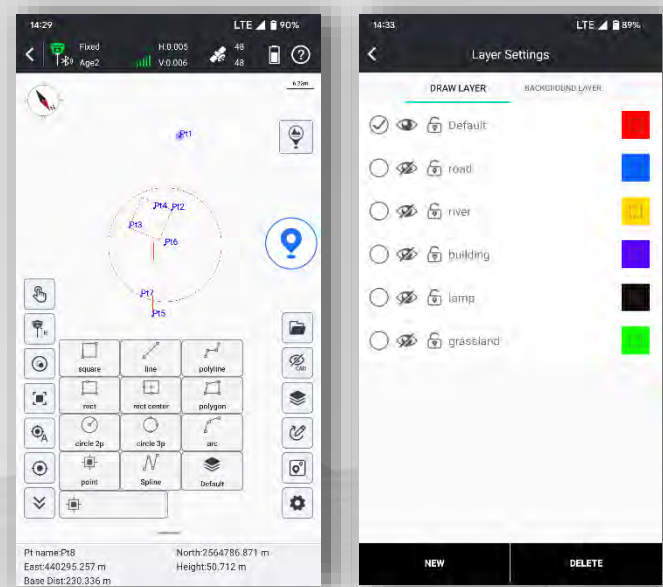 14:29
LTE 90%
Fixed
H:0.005
48
Age2
V:0.006
48
6.22m
Pt1
Pt4
Pt2
Pt3
Pt6
Pt7
Pt5
R
CAD
A
square
line
polyline
rect
rect center
polygon
circle 2p
circle 3p
arc
point
Spline
Default
Pt name:Pt8
North:2564786.871 m
East:440295.257 m
Height:50.712 m
Base Dist:230.336 m
14:33
LTE 89%
Layer Settings
DRAW LAYER
BACKGROUND LAYER
Default
road
river
building
lamp
grassland
NEW
DELETE